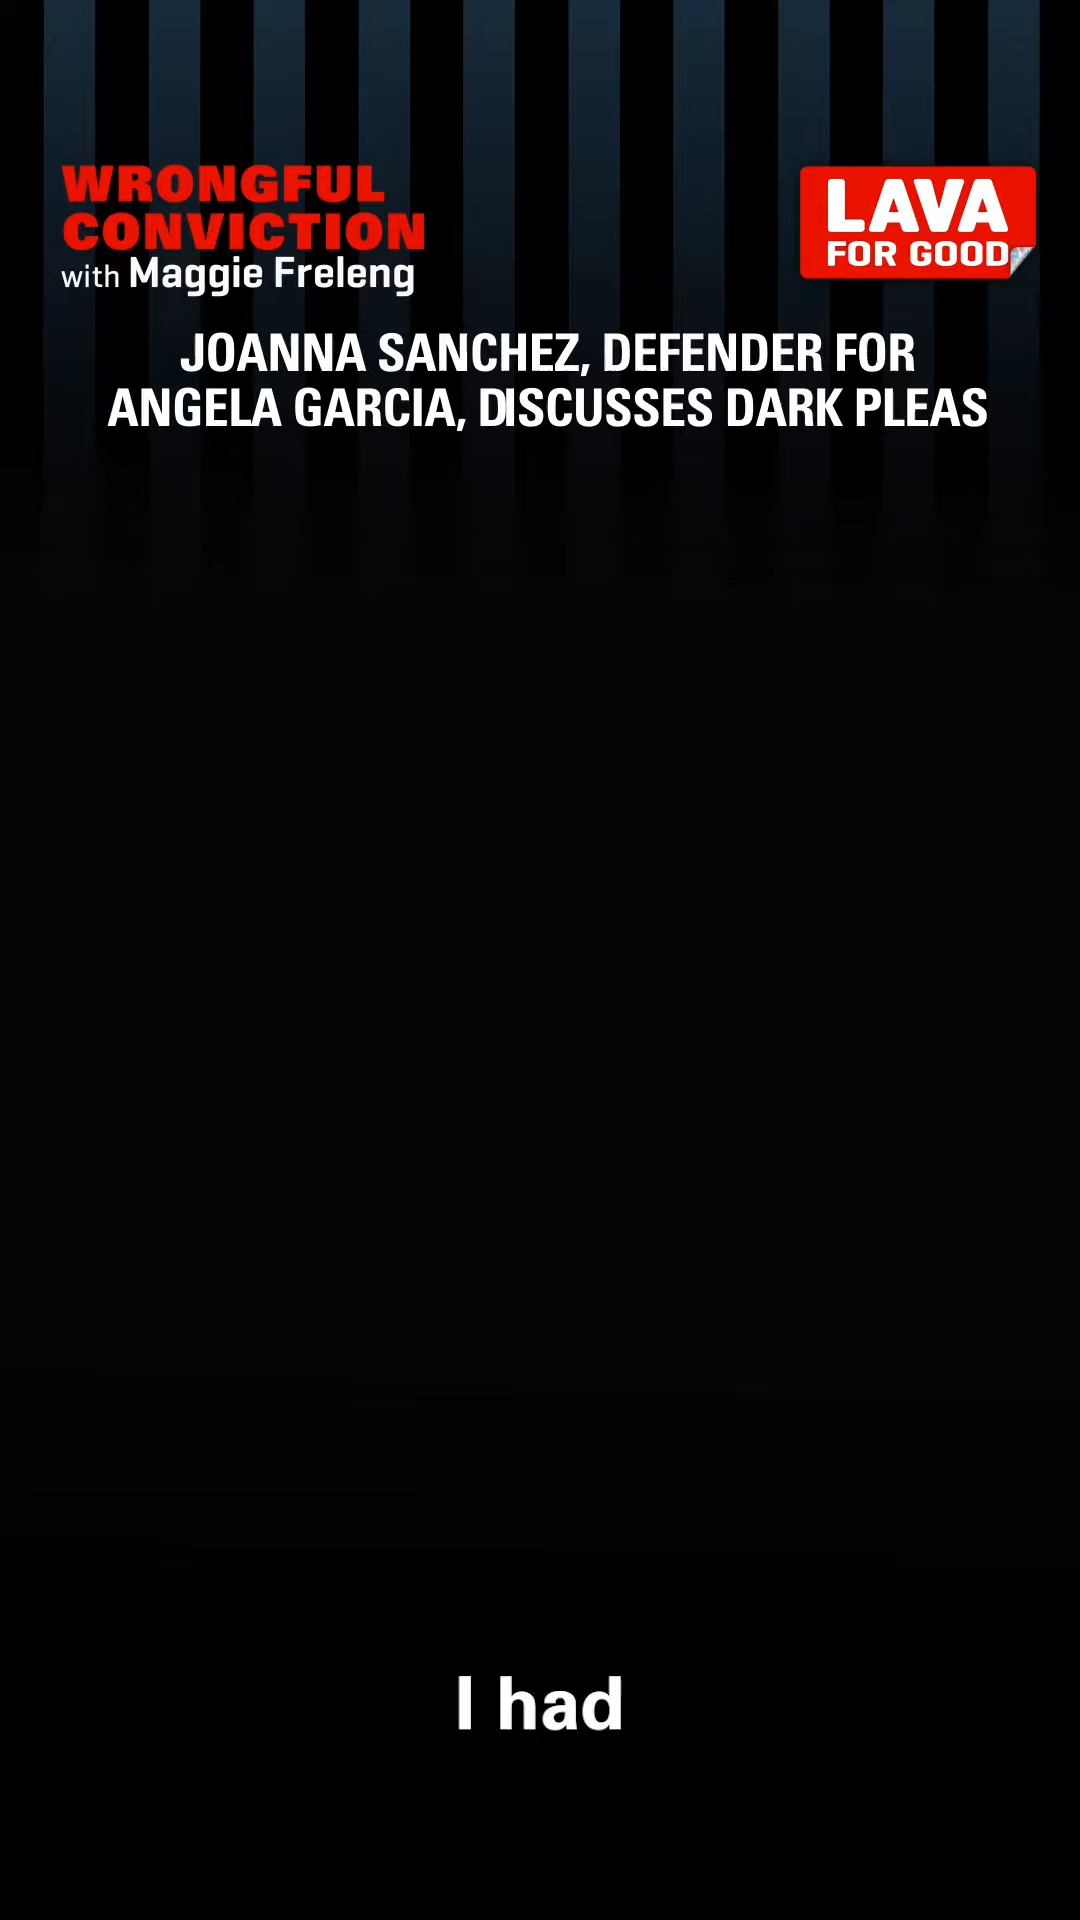 WRONGFUL
CONVICTION
with Maggie Freleng
LAVA
FOR GOOD
JOANNA SANCHEZ, DEFENDER FOR
ANGELA GARCIA, DISCUSSES DARK PLEAS
I had